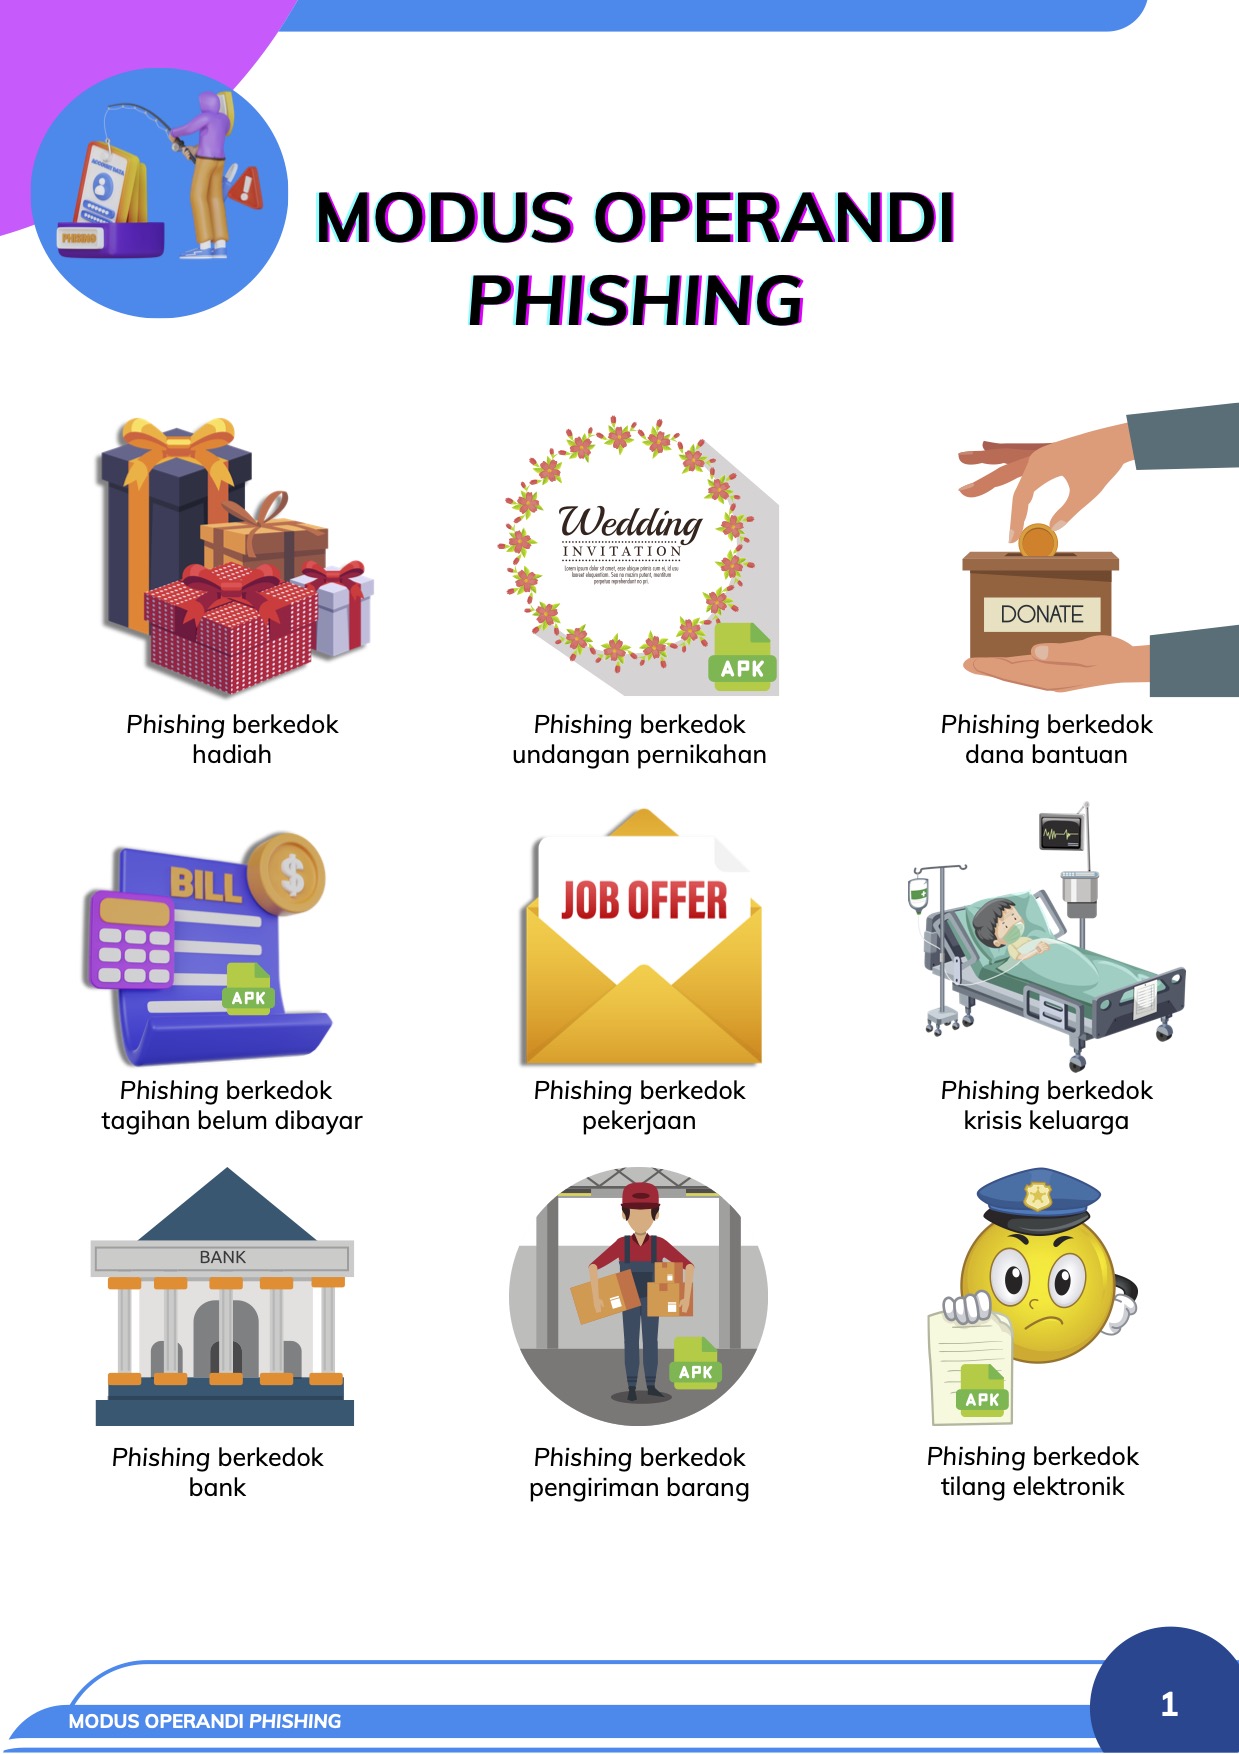 ACCOUNT DATA
PHISHING
MODUS OPERANDI
PHISHING
Wedding
INVITATION
APK
DONATE
Phishing berkedok
hadiah
Phishing berkedok
undangan pernikahan
Phishing berkedok
dana bantuan
BILL
$
APK
JOB OFFER
Phishing berkedok
tagihan belum dibayar
Phishing berkedok
pekerjaan
Phishing berkedok
krisis keluarga
BANK
APK
APK
Phishing berkedok
bank
Phishing berkedok
pengiriman barang
Phishing berkedok
tilang elektronik
MODUS OPERANDI PHISHING
1